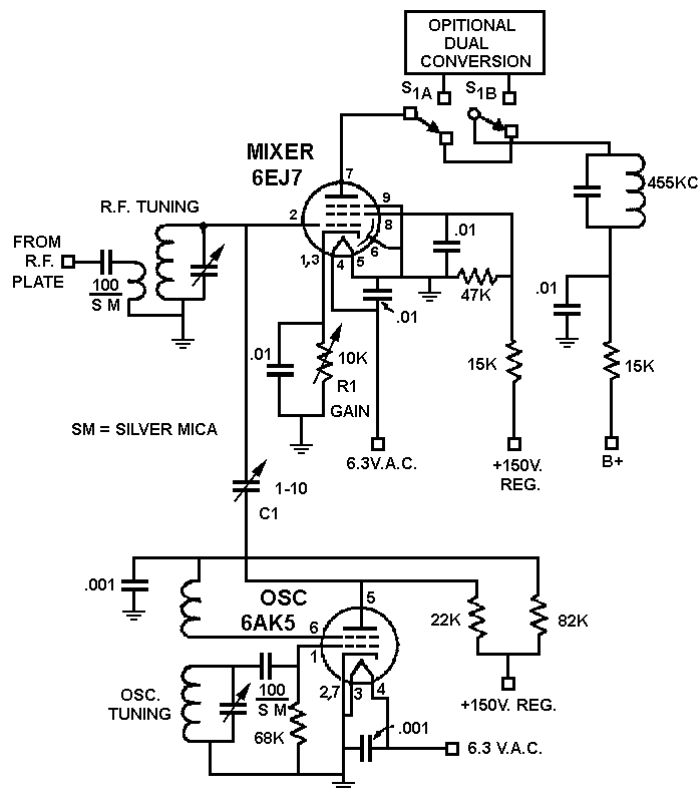 OPITIONAL
DUAL
CONVERSION
S1A
S1B
MIXER
6EJ7
7
9
8
2
6
1,3
4
5
455KC
R.F. TUNING
FROM
R.F.
PLATE
100
S M
.01
47K
.01
.01
.01
10K
R1
GAIN
15K
15K
SM = SILVER MICA
6.3V.A.C.
+150V.
REG.
B+
1-10
C1
.001
OSC
6AK5
5
6
1
22K
82K
2,7
3
4
100
S M
OSC.
TUNING
68K
.001
+150V. REG.
6.3 V.A.C.